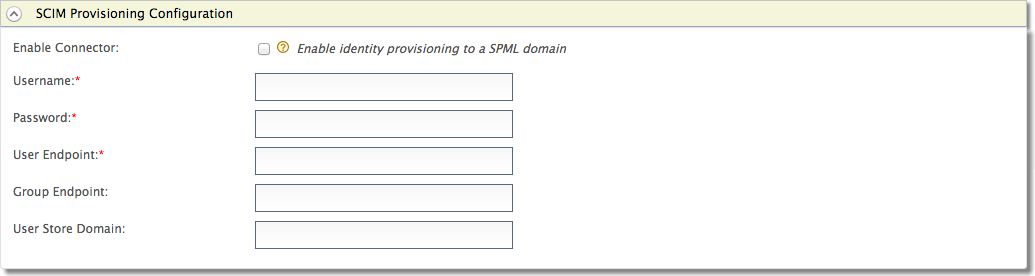 SCIM Provisioning Configuration
Enable Connector: ? Enable identity provisioning to a SPML domain
Username:*
Password:*
User Endpoint:*
Group Endpoint:
User Store Domain: